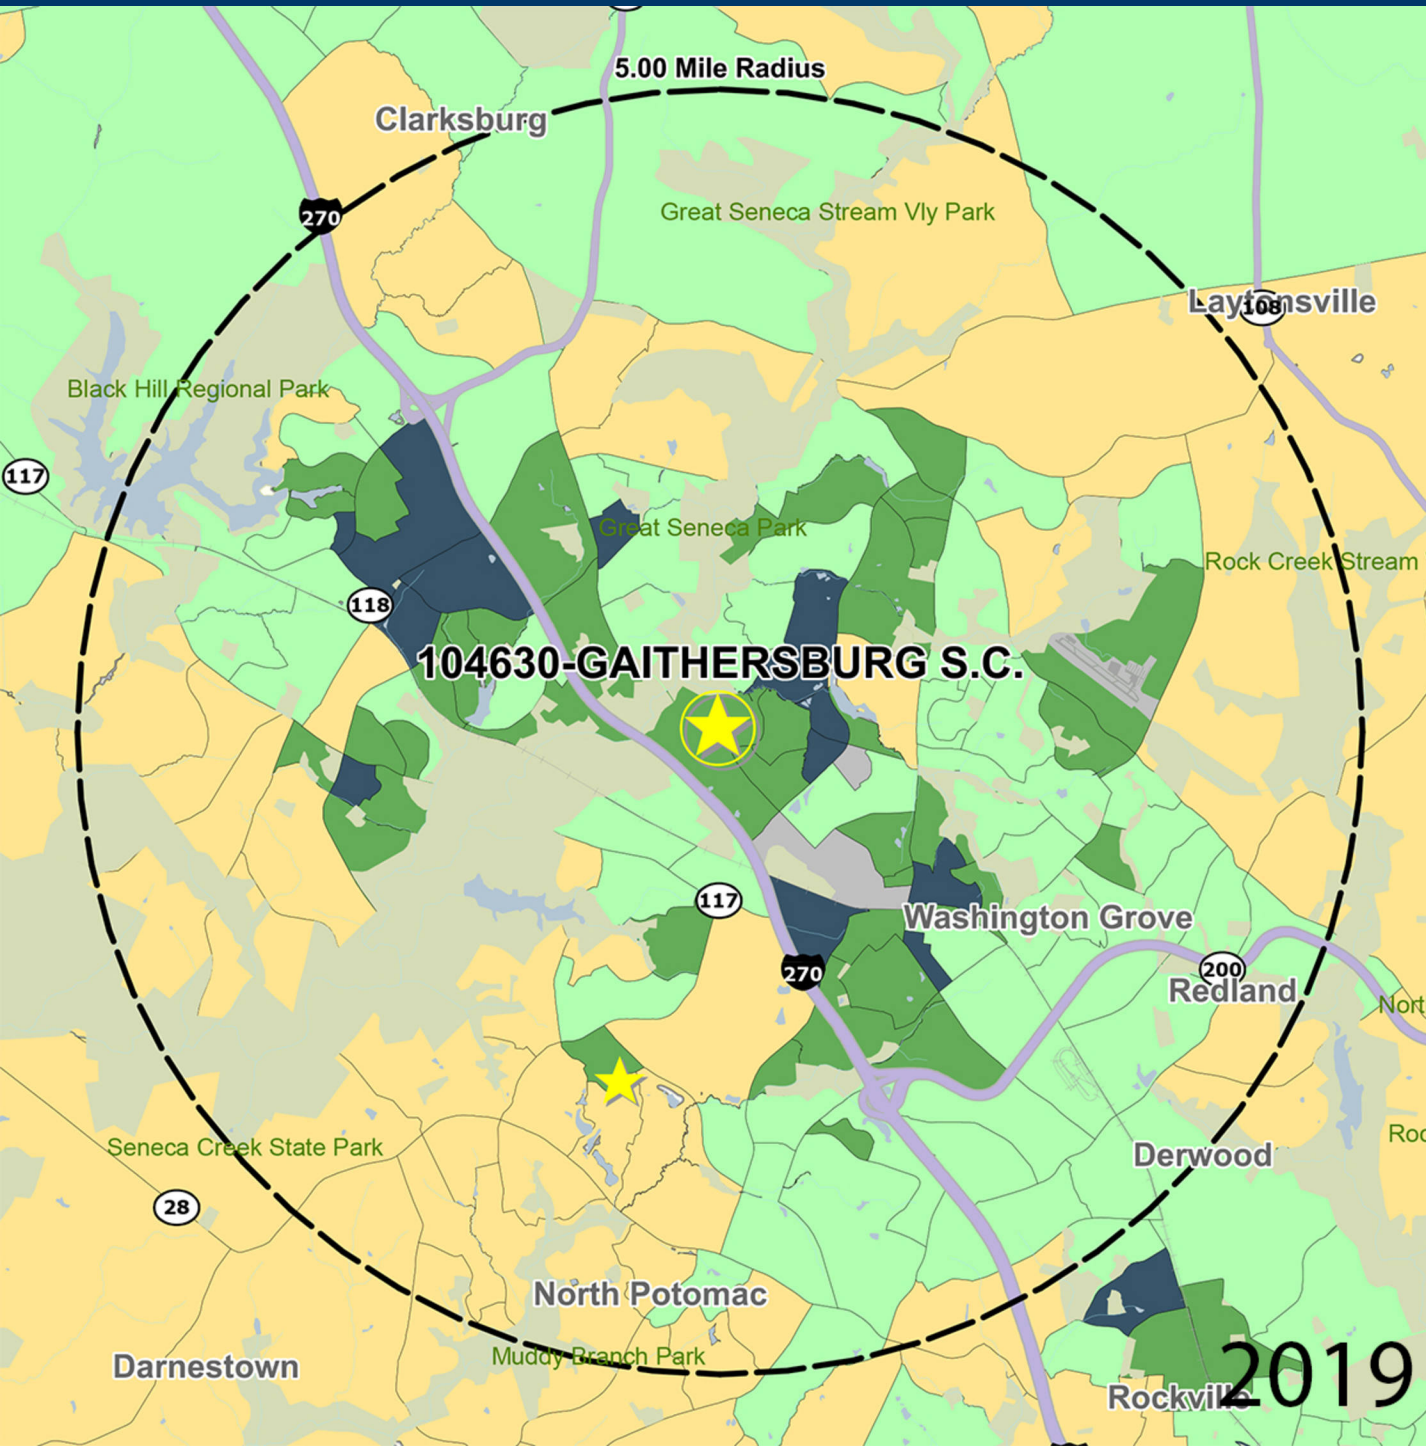 5.00 Mile Radius
Clarksburg
270
Great Seneca Stream Vly Park
Laytonsville
108
Black Hill Regional Park
117
Great Seneca Park
Rock Creek Stream
118
104630-GAITHERSBURG S.C.
117
Washington Grove
270
200
Redland
Nort
Seneca Creek State Park
Roc
Derwood
28
North Potomac
Muddy Branch Park
Darnestown
2019
Rockville